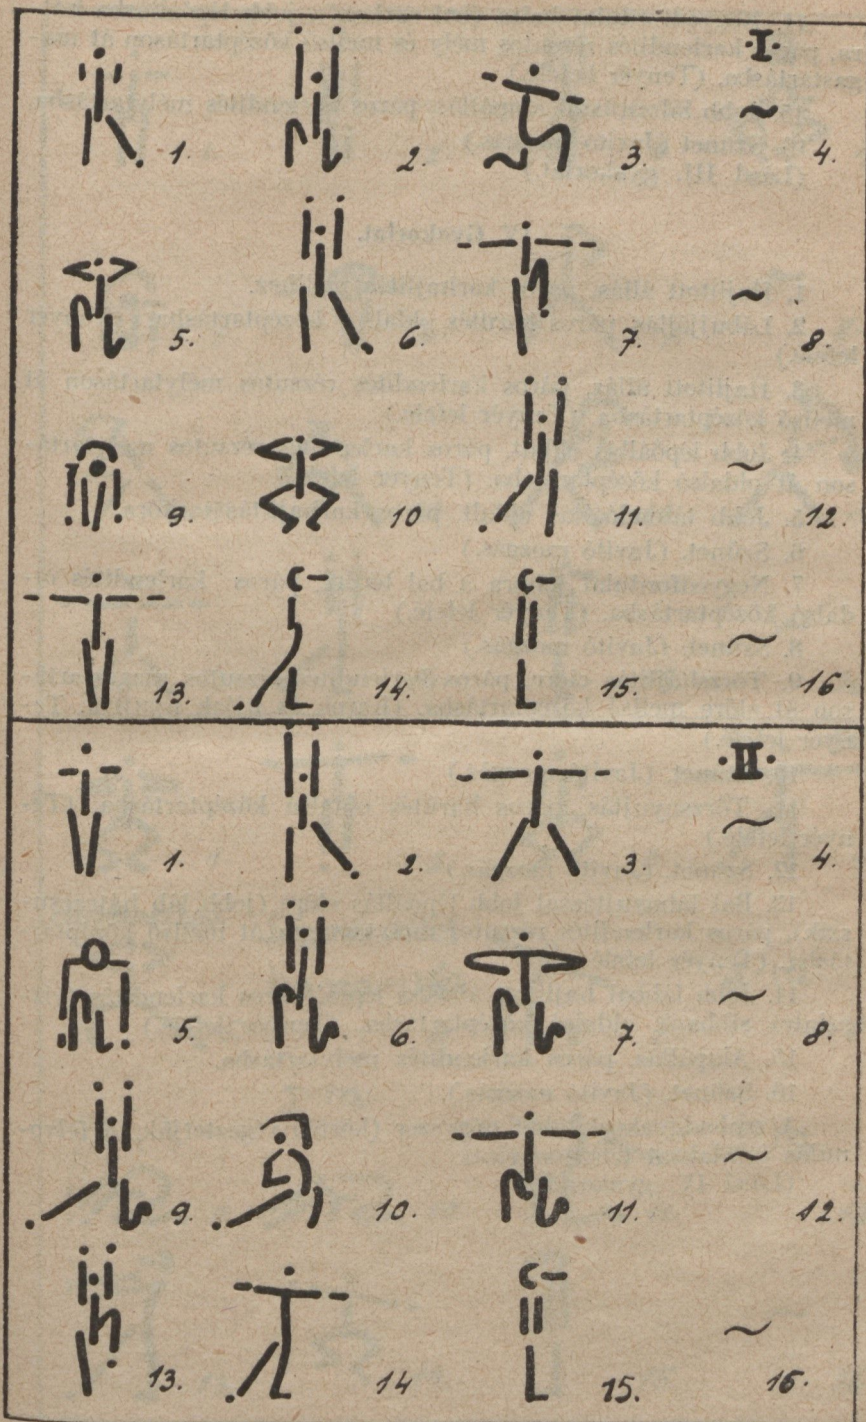 ·I·
1. 2. 3. 4.
5. 6. 7. 8.
9. 10 11. 12.
13. 14. 15. 16.
·II·
1. 2. 3. 4.
5. 6. 7. 8.
9. 10. 11. 12.
13. 14 15. 16.